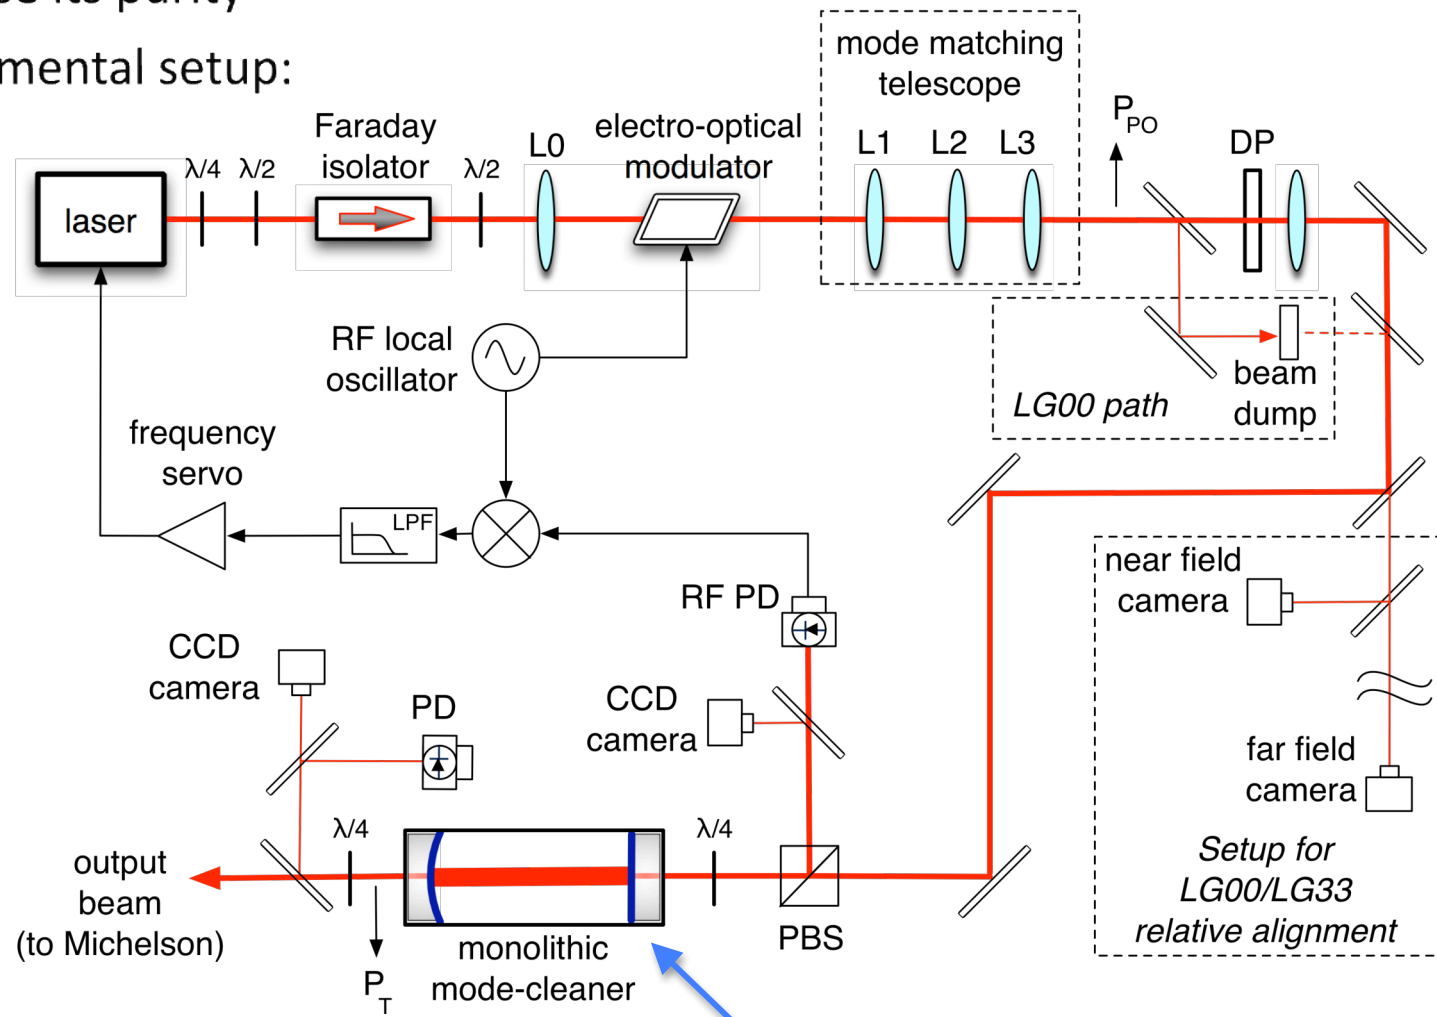 se its purity
mental setup:
mode matching
telescope
Faraday
isolator
electro-optical
modulator
L0
L1
L2
L3
P_PO
DP
λ/4
λ/2
λ/2
laser
RF local
oscillator
beam
dump
LG00 path
frequency
servo
LPF
near field
camera
RF PD
CCD
camera
PD
CCD
camera
far field
camera
λ/4
λ/4
output
beam
(to Michelson)
Setup for
LG00/LG33
relative alignment
PBS
monolithic
mode-cleaner
P_T